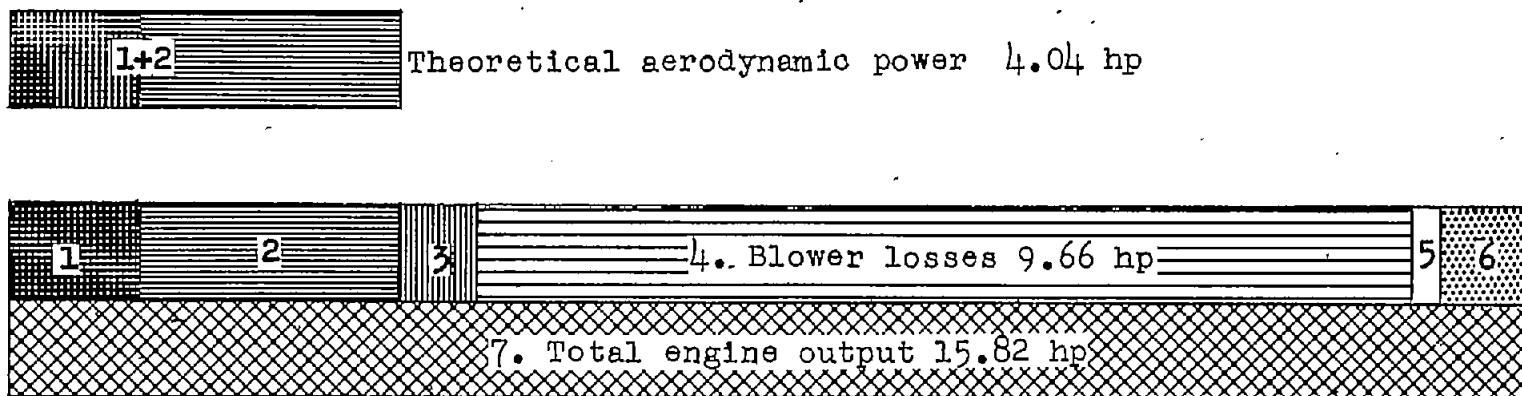 1+2 Theoretical aerodynamic power 4.04 hp
1 2 3 4. Blower losses 9.66 hp 5 6
7. Total engine output 15.82 hp